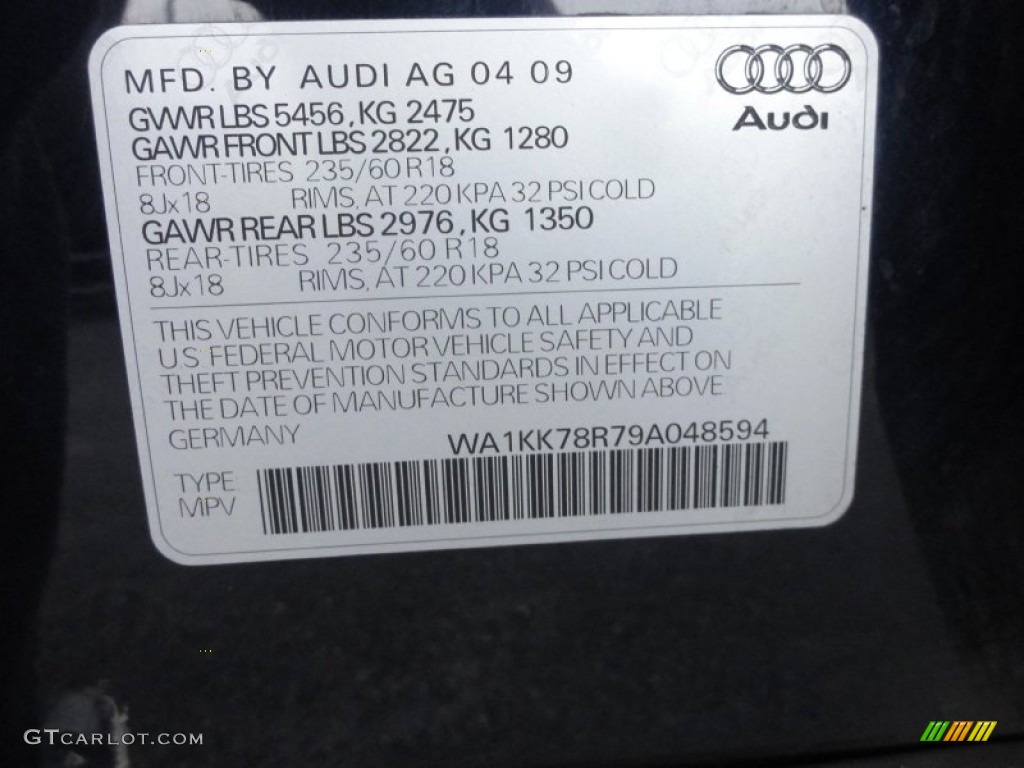 MFD. BY AUDI AG 04 09
Audi
GVWR LBS 5456, KG 2475
GAWR FRONT LBS 2822, KG 1280
FRONT-TIRES 235/60 R18
8Jx18 RIMS, AT 220 KPA 32 PSI COLD
GAWR REAR LBS 2976, KG 1350
REAR-TIRES 235/60 R18
8Jx18 RIMS, AT 220 KPA 32 PSI COLD
THIS VEHICLE CONFORMS TO ALL APPLICABLE
U.S. FEDERAL MOTOR VEHICLE SAFETY AND
THEFT PREVENTION STANDARDS IN EFFECT ON
THE DATE OF MANUFACTURE SHOWN ABOVE.
GERMANY WA1KK78R79A048594
TYPE
MPV
GTCARLOT.COM